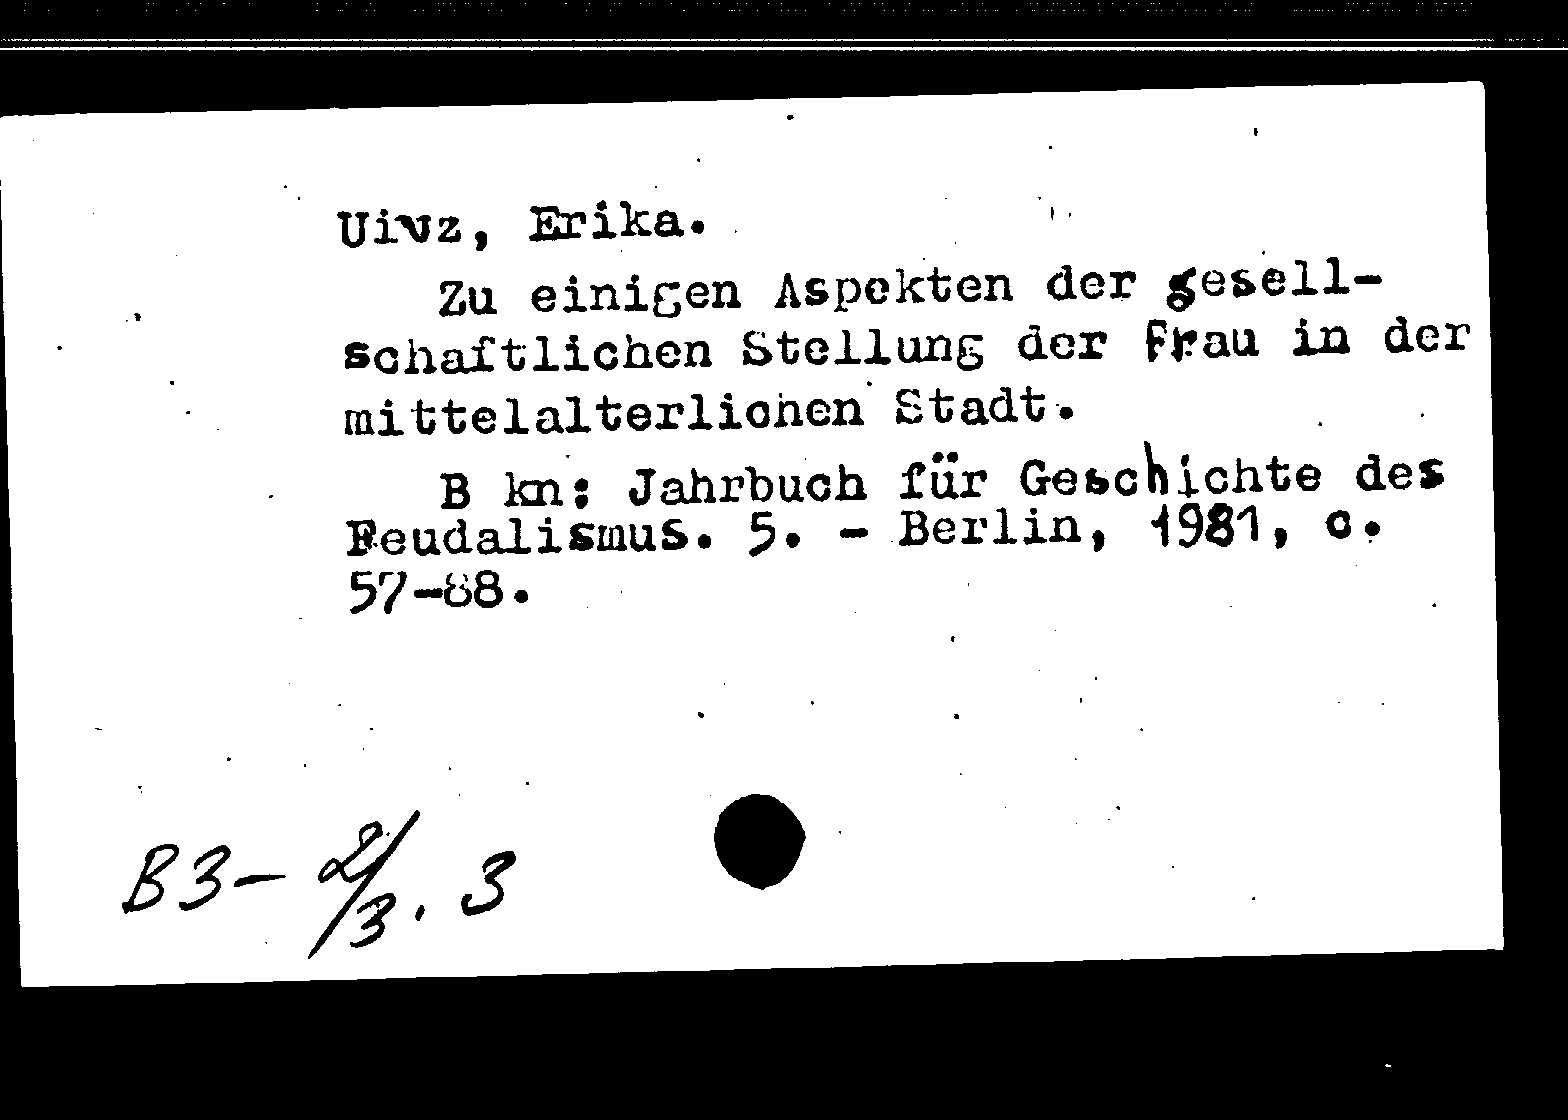 Uivz, Erika.
Zu einigen Aspekten der gesell-
schaftlichen Stellung der Frau in der
mittelalterlichen Stadt.
B kn: Jahrbuch für Geschichte des
Feudalismus. 5. - Berlin, 1981, c.
57-88.
B3-2/3.3